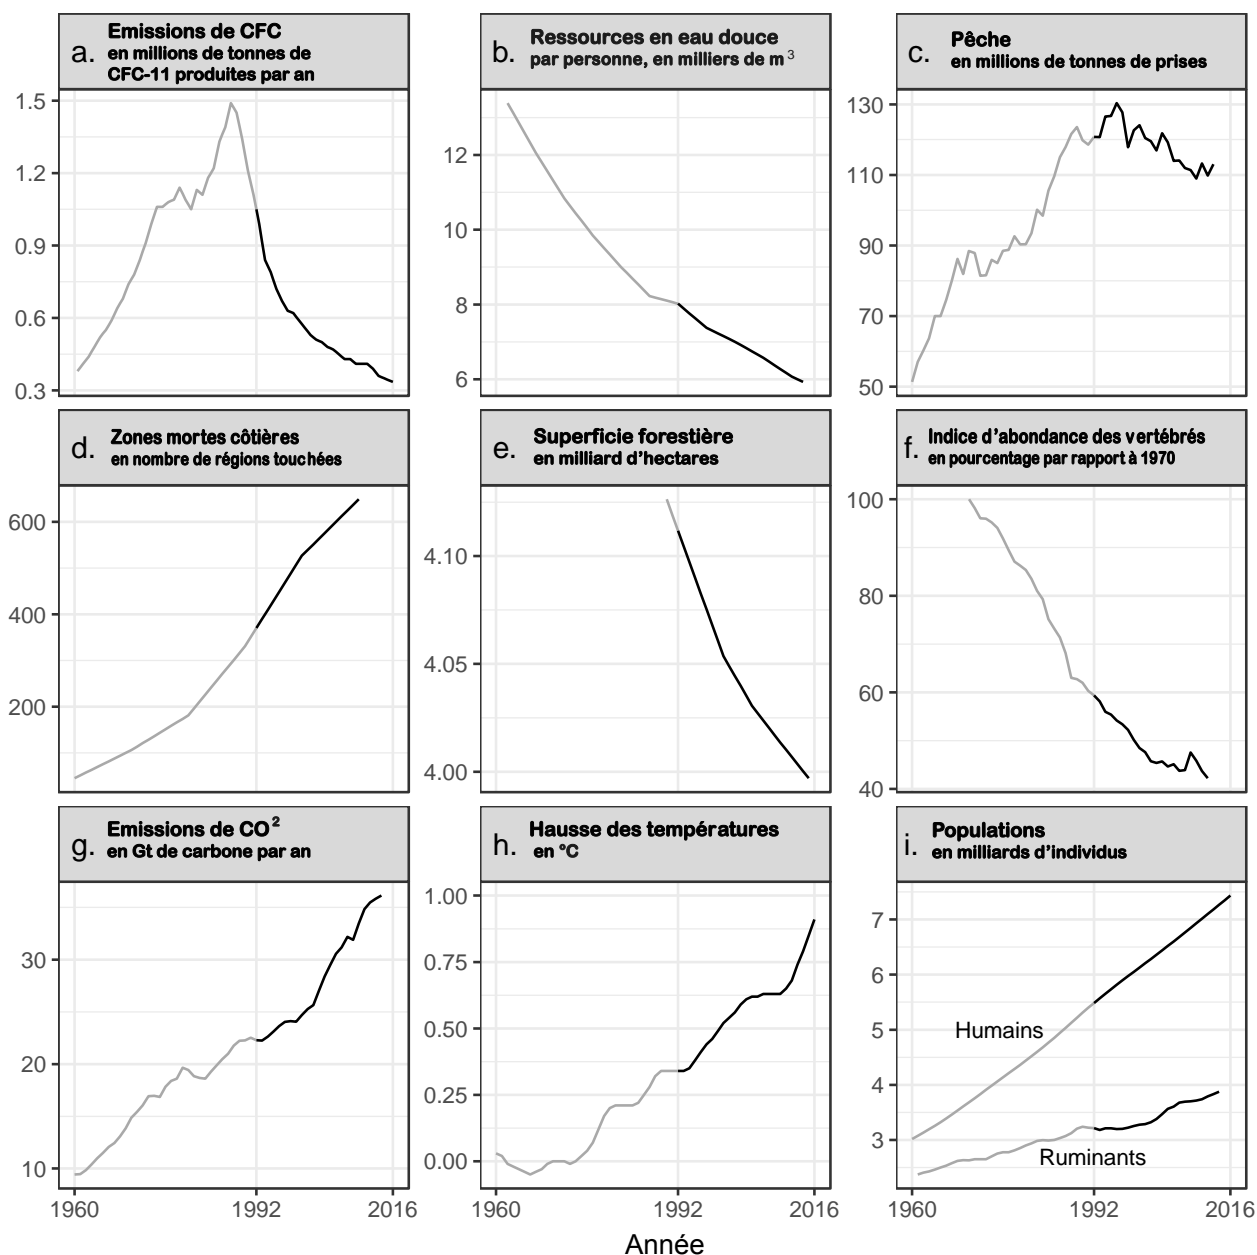 a.
Emissions de CFC
en millions de tonnes de
CFC-11 produites par an
b.
Ressources en eau douce
par personne, en milliers de m³
c.
Pêche
en millions de tonnes de prises
1.5
1.2
0.9
0.6
0.3
12
10
8
6
130
110
90
70
50
d.
Zones mortes côtières
en nombre de régions touchées
e.
Superficie forestière
en milliard d'hectares
f.
Indice d'abondance des vertébrés
en pourcentage par rapport à 1970
600
400
200
4.10
4.05
4.00
100
80
60
40
g.
Emissions de CO²
en Gt de carbone par an
h.
Hausse des températures
en °C
i.
Populations
en milliards d'individus
30
20
10
1960 1992 2016
1.00
0.75
0.50
0.25
0.00
1960 1992 2016
7
6
5
4
3
Humains
Ruminants
1960 1992 2016
Année